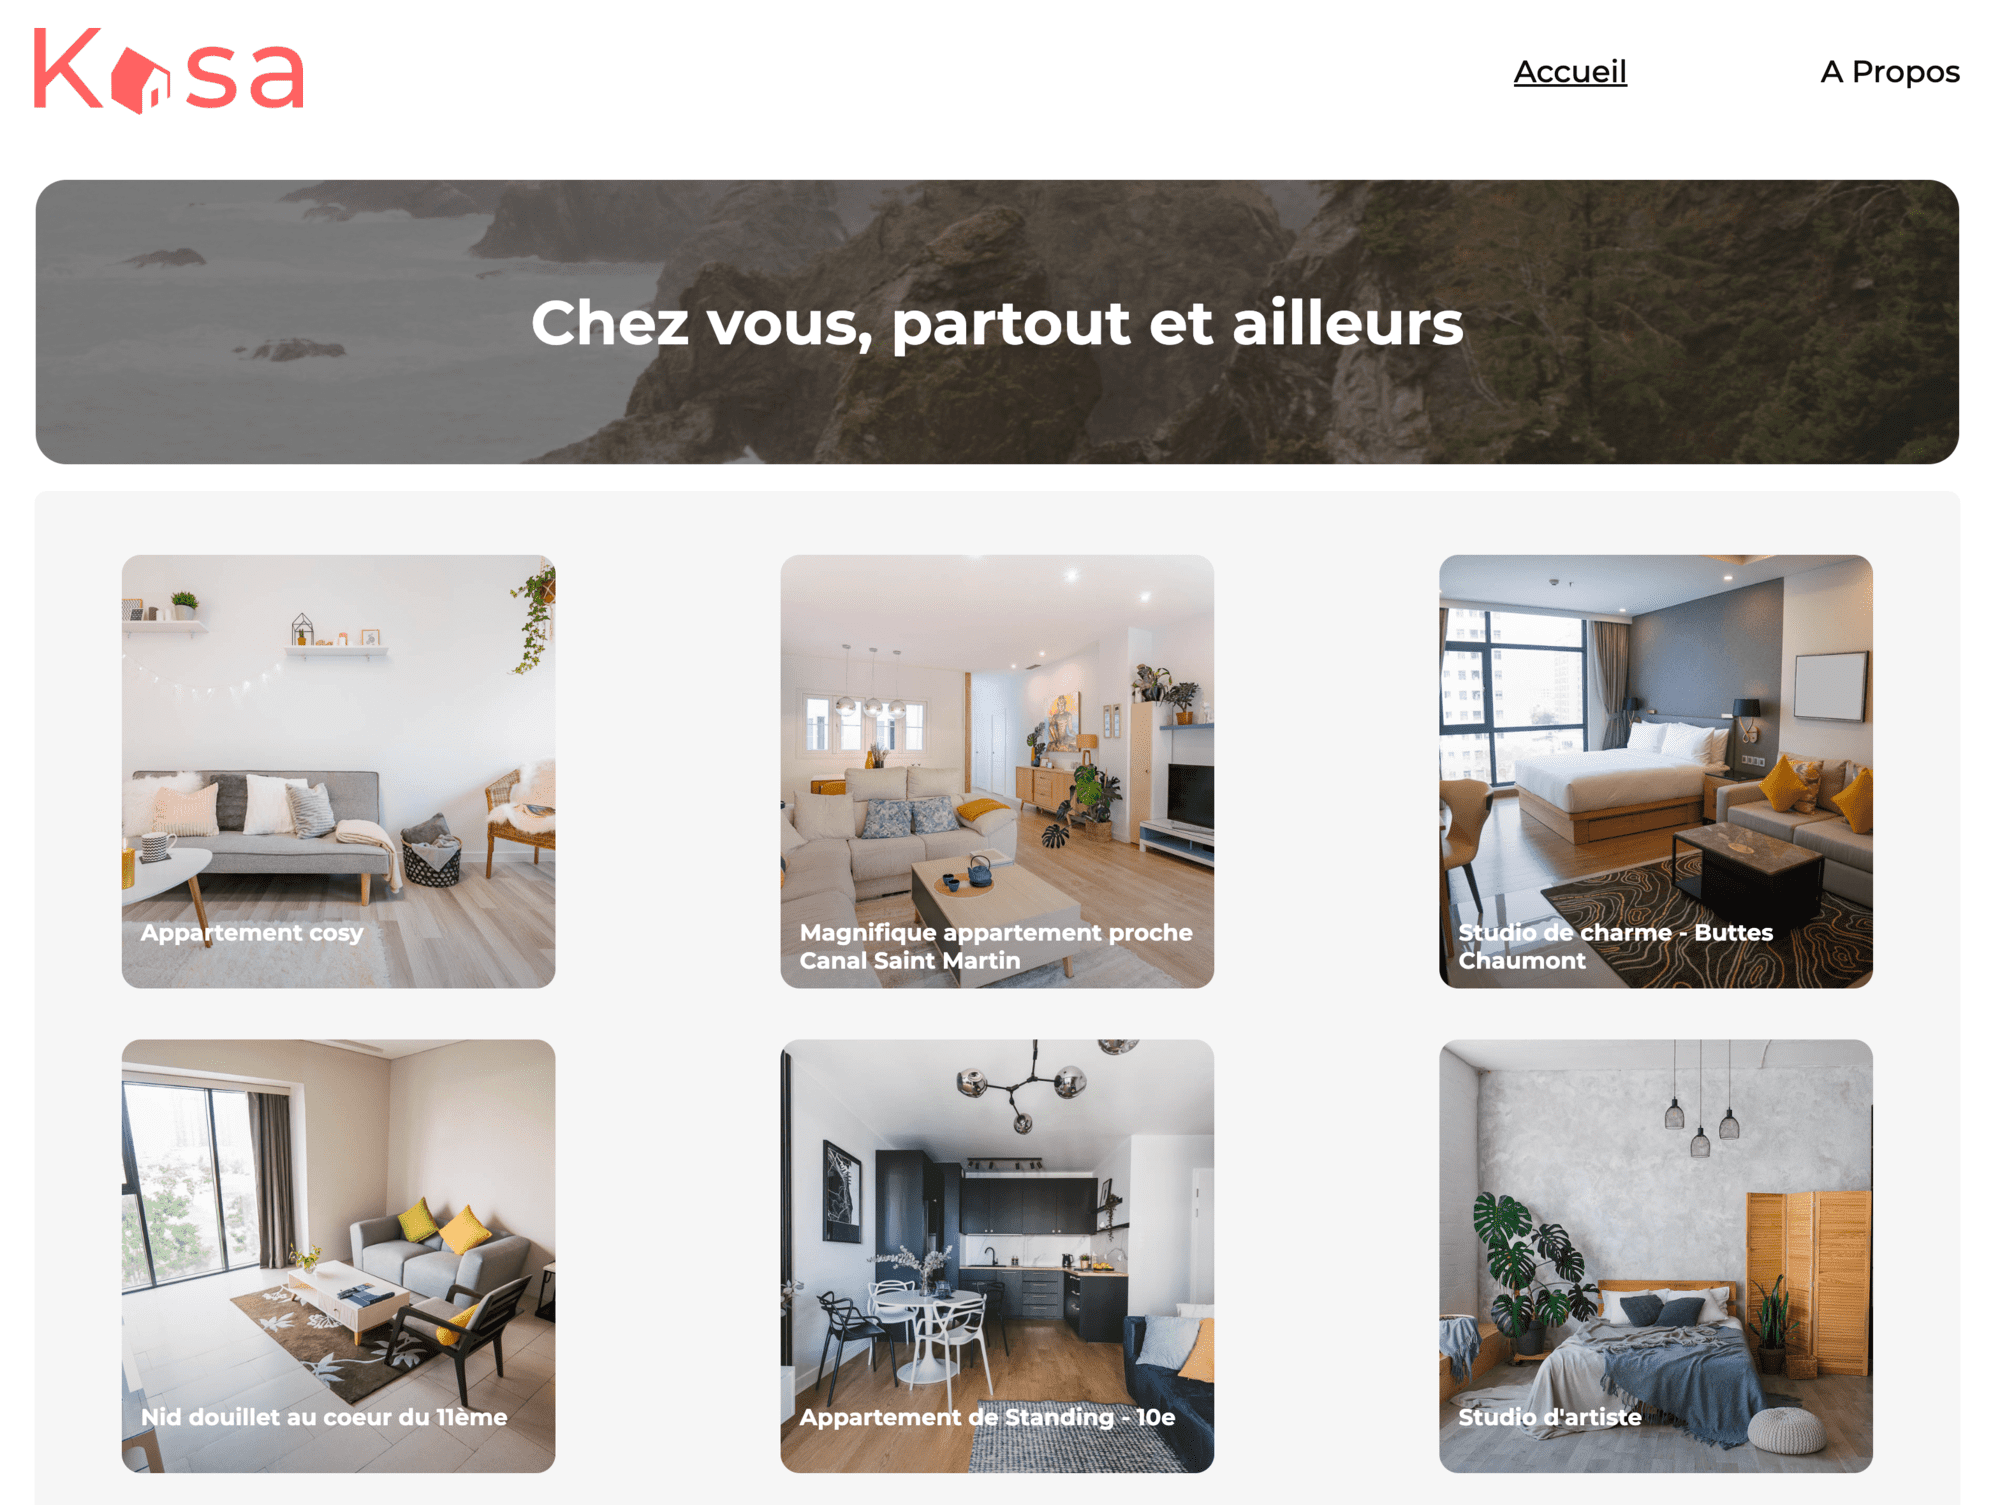 Kasa
Accueil
A Propos
Chez vous, partout et ailleurs
Appartement cosy
Magnifique appartement proche
Canal Saint Martin
Studio de charme - Buttes
Chaumont
Nid douillet au coeur du 11ème
Appartement de Standing - 10e
Studio d'artiste